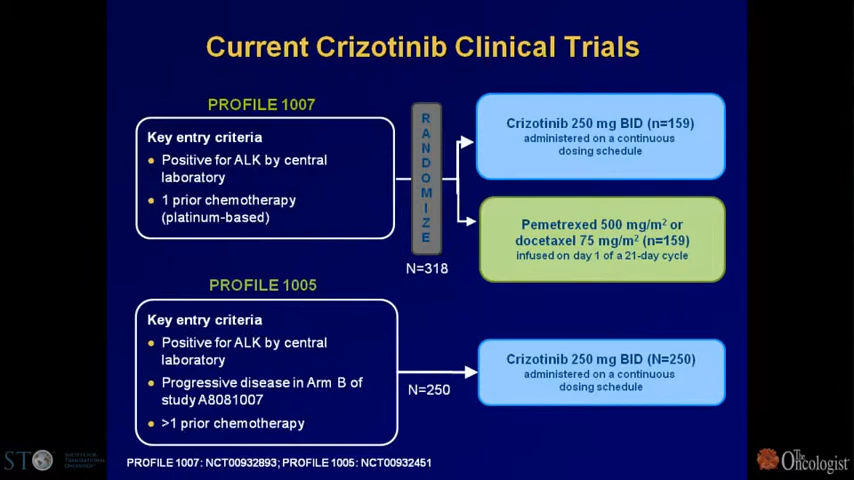 Current Crizotinib Clinical Trials
PROFILE 1007
Key entry criteria
• Positive for ALK by central
laboratory
• 1 prior chemotherapy
(platinum-based)
RANDOMIZE
N=318
Crizotinib 250 mg BID (n=159)
administered on a continuous
dosing schedule
Pemetrexed 500 mg/m² or
docetaxel 75 mg/m² (n=159)
infused on day 1 of a 21-day cycle
PROFILE 1005
Key entry criteria
• Positive for ALK by central
laboratory
• Progressive disease in Arm B of
study A8081007
• >1 prior chemotherapy
N=250
Crizotinib 250 mg BID (N=250)
administered on a continuous
dosing schedule
PROFILE 1007: NCT00932893; PROFILE 1005: NCT00932451
The Oncologist